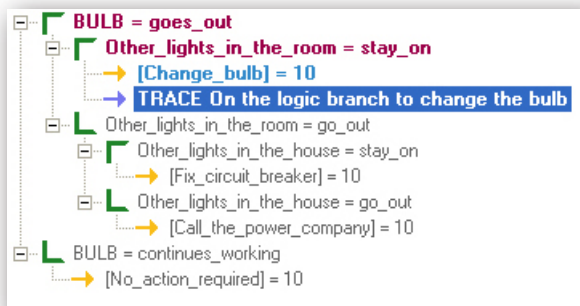 BULB = goes_out
Other_lights_in_the_room = stay_on
[Change_bulb] = 10
TRACE On the logic branch to change the bulb
Other_lights_in_the_room = go_out
Other_lights_in_the_house = stay_on
[Fix_circuit_breaker] = 10
Other_lights_in_the_house = go_out
[Call_the_power_company] = 10
BULB = continues_working
[No_action_required] = 10